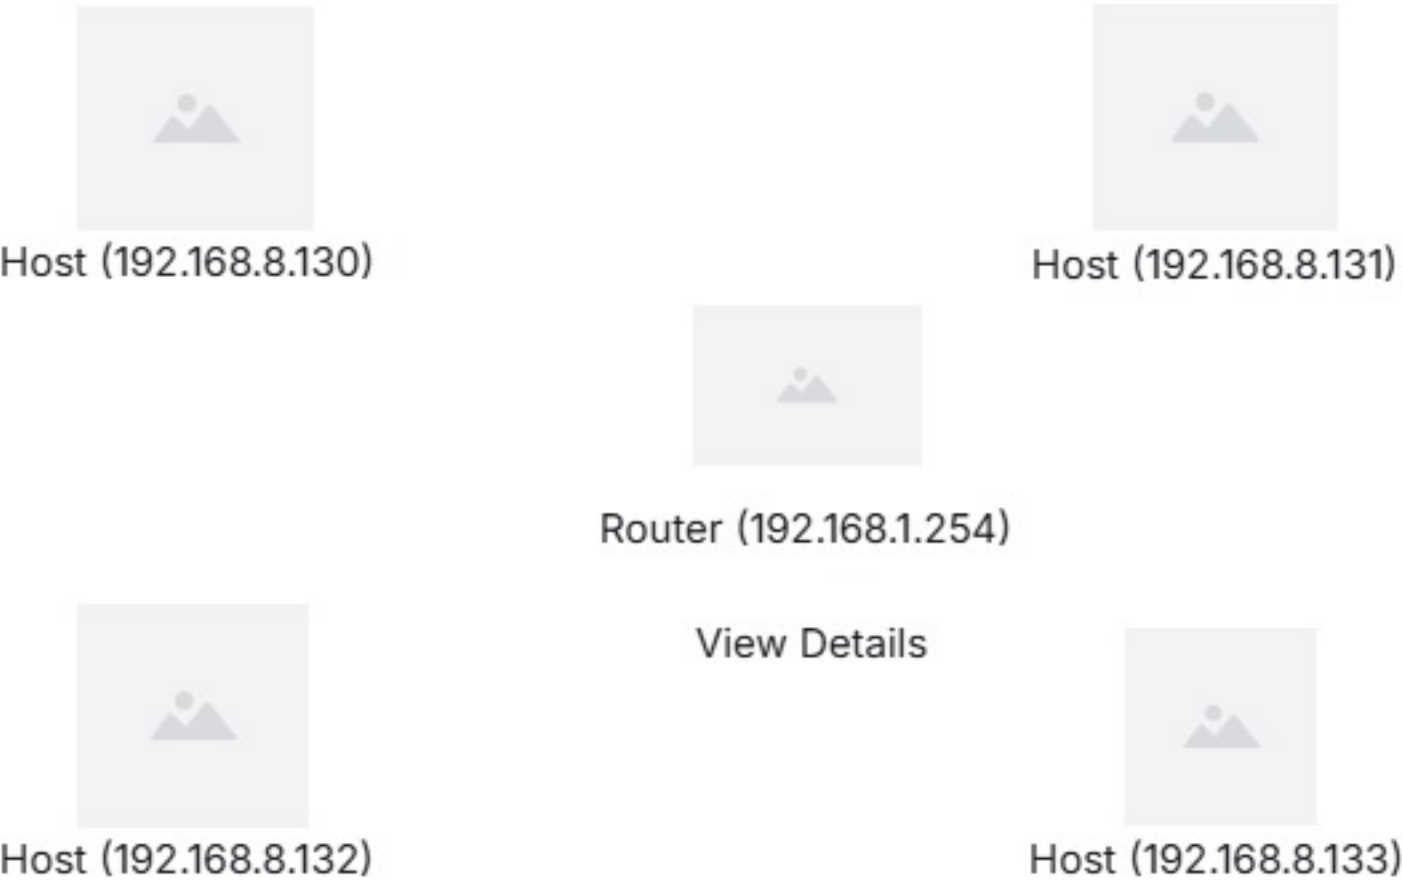 Host (192.168.8.130)
Host (192.168.8.131)
Router (192.168.1.254)
View Details
Host (192.168.8.132)
Host (192.168.8.133)